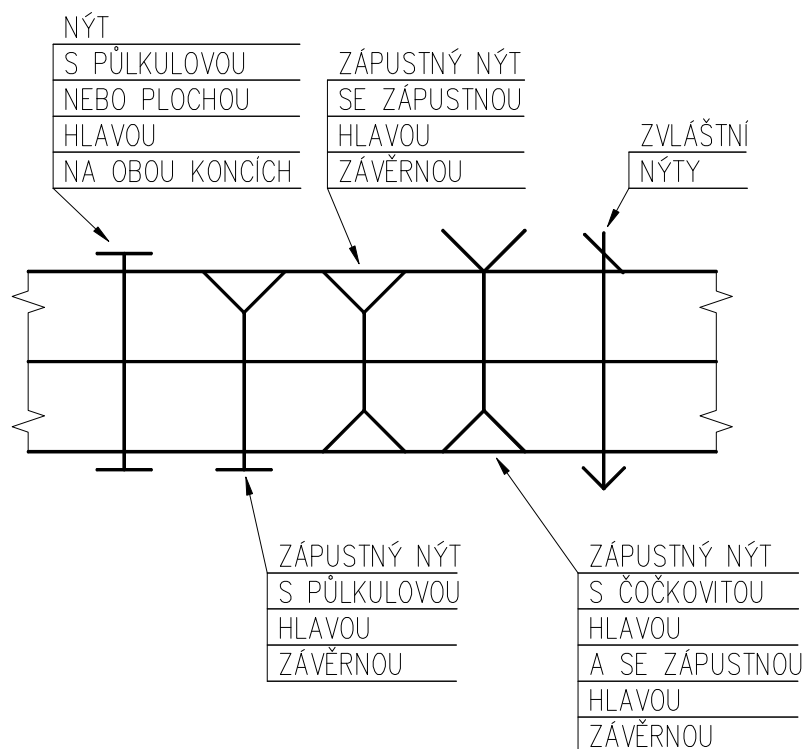 NÝT
S PŮLKULOVOU
NEBO PLOCHOU
HLAVOU
NA OBOU KONCÍCH
ZÁPUSTNÝ NÝT
SE ZÁPUSTNOU
HLAVOU
ZÁVĚRNOU
ZVLÁŠTNÍ
NÝTY
ZÁPUSTNÝ NÝT
S PŮLKULOVOU
HLAVOU
ZÁVĚRNOU
ZÁPUSTNÝ NÝT
S ČOČKOVITOU
HLAVOU
A SE ZÁPUSTNOU
HLAVOU
ZÁVĚRNOU